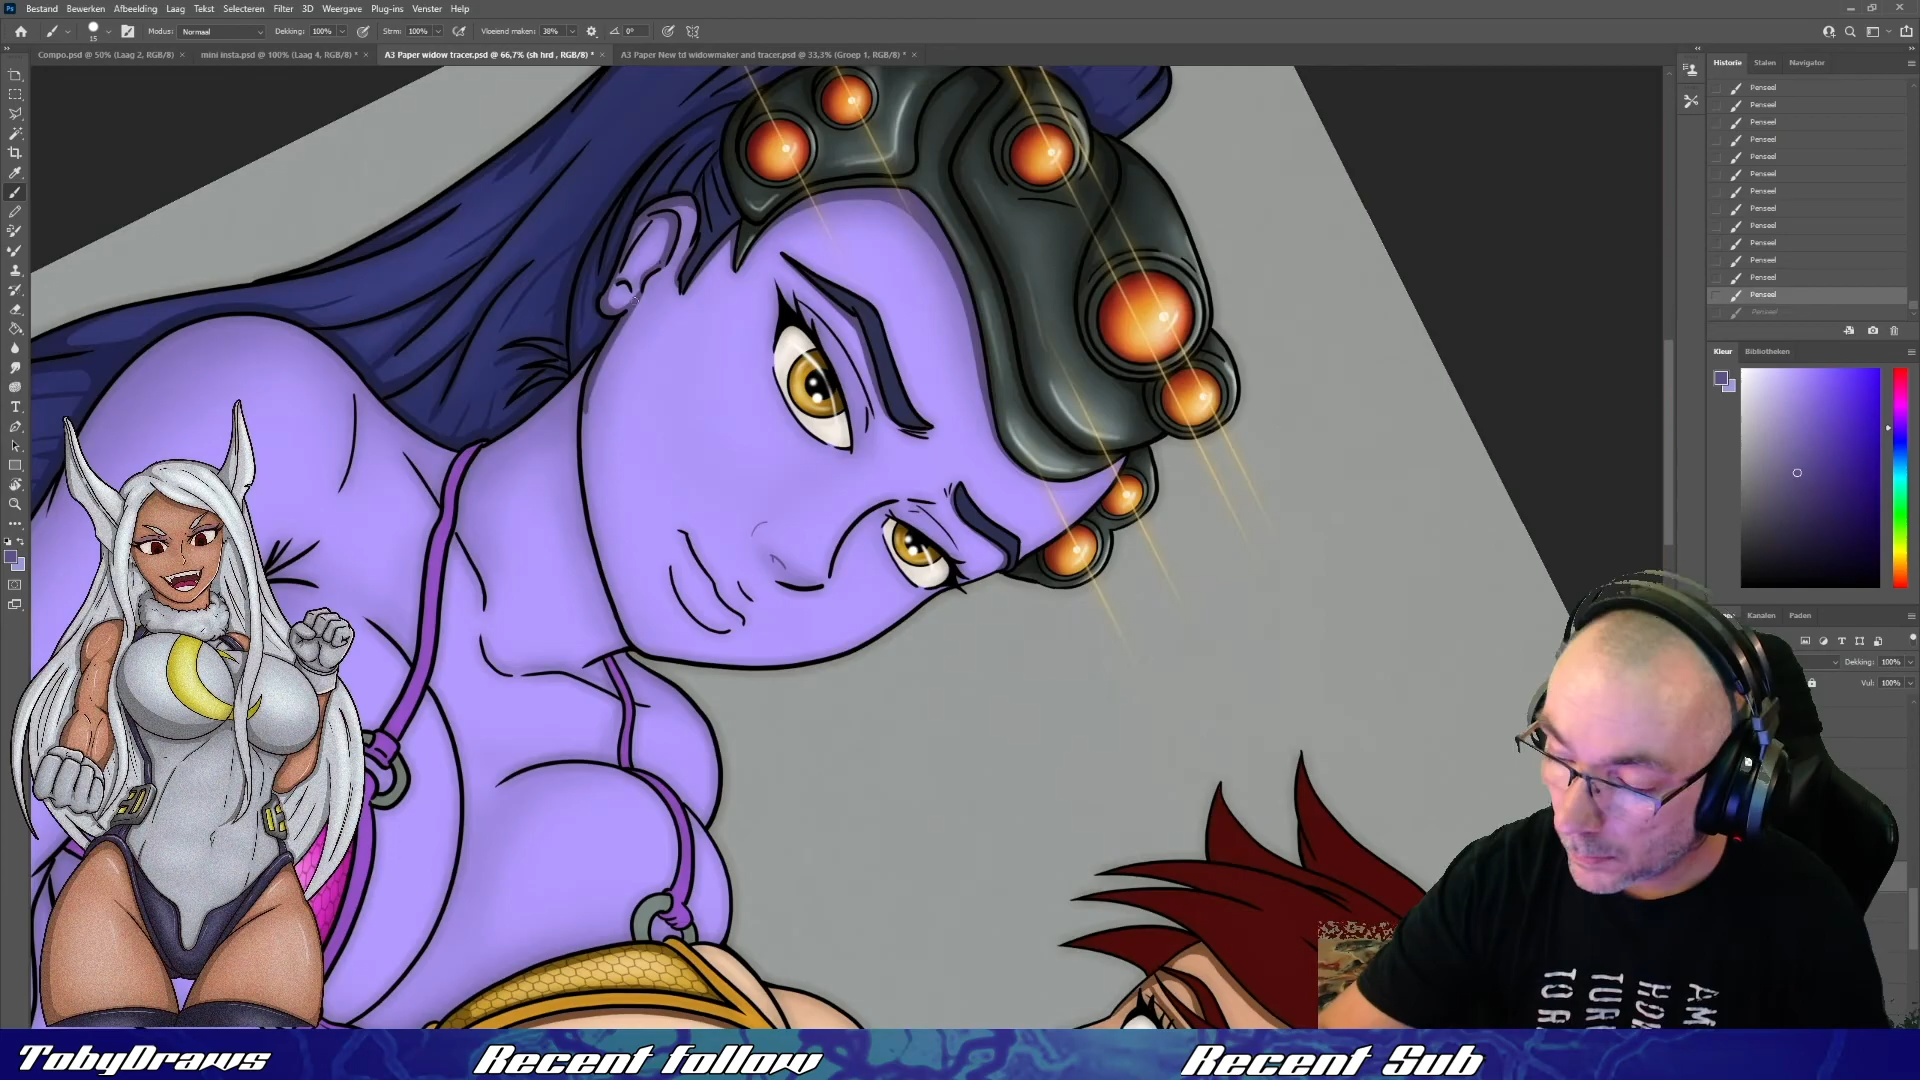 Bestand Bewerken Afbeelding Laag Tekst Selecteren Filter 3D Weergave Plug-ins Venster Help
15 Modus: Normaal Dekking: 100% Strm: 100% Vloeiend maken: 38% 0°
Compo.psd @ 50% (Laag 2, RGB/8) mini insta.psd @ 100% (Laag 4, RGB/8) * A3 Paper widow tracer.psd @ 66,7% (sh hrd , RGB/8) * A3 Paper New td widowmaker and tracer.psd @ 33,3% (Groep 1, RGB/8) *
Historie Stalen Navigator
Penseel
Penseel
Penseel
Penseel
Penseel
Penseel
Penseel
Penseel
Penseel
Penseel
Penseel
Penseel
Penseel
Penseel
Kleur Bibliotheken
Kanalen Paden
Dekking: 100%
Vul: 100%
TobyDraws
Recent follow
Recent Sub